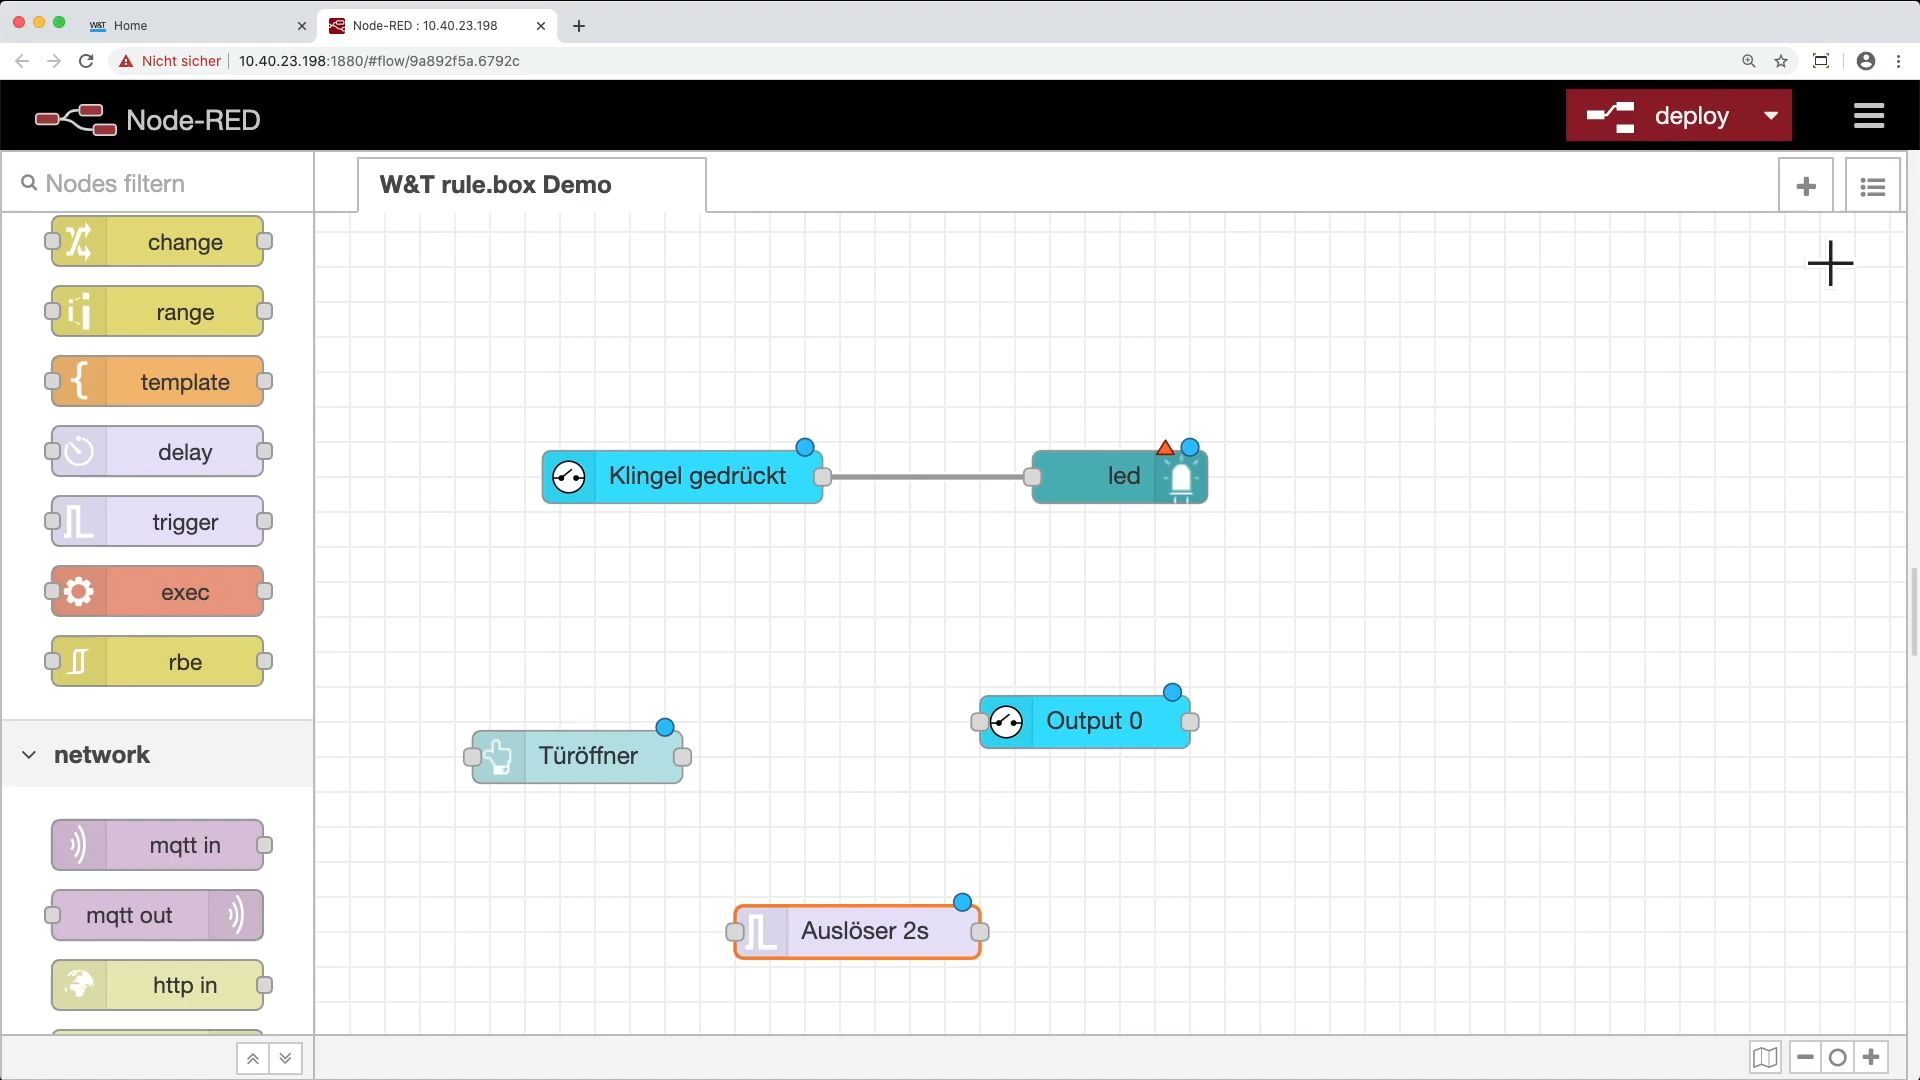 W&T Home
Node-RED : 10.40.23.198
Nicht sicher
10.40.23.198:1880/#flow/9a892f5a.6792c
Node-RED
deploy
Nodes filtern
W&T rule.box Demo
change
range
template
delay
trigger
exec
rbe
network
mqtt in
mqtt out
http in
Klingel gedrückt
led
Output 0
Türöffner
Auslöser 2s